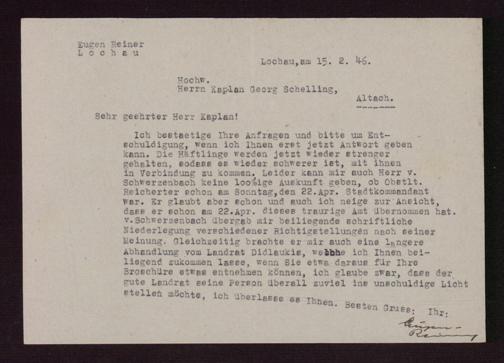 Eugen Reiner
L o c h a u
Lochau, am 15. 2. 46.
Hochw.
Herrn Kaplan Georg Schelling,
Altach.
Sehr geehrter Herr Kaplan!
Ich bestaetige Ihre Anfragen und bitte um Ent-
schuldigung, wenn ich Ihnen erst jetzt Antwort geben
kann. Die Häftlinge werden jetzt wieder strenger
gehalten, sodass es wieder schwerer ist, mit ihnen
in Verbindung zu kommen. Leider kann mir auch Herr v.
Schwerzenbach keine 100%ige Auskunft geben, ob Obstlt.
Reicherter schon am Sonntag, den 22.Apr. Stadtkommandant
war. Er glaubt aber schon und auch ich neige zur Ansicht,
dass er schon am 22.Apr. dieses traurige Amt übernommen hat.
v.Schwerzenbach übergab mir beiliegende schriftliche
Niederlegung verschiedener Richtigstellungen nach seiner
Meinung. Gleichzeitig brachte er mir auch eine längere
Abhandlung vom Landrat Didlaukis, welche ich Ihnen bei-
liegend zukommen lasse, wenn Sie etwa daraus für Ihre
Broschüre etwas entnehmen können, ich glaube zwar, dass der
gute Landrat seine Person überall zuviel ins unschuldige Licht
stellen möchte, ich überlasse es Ihnen. Besten Gruss: Ihr:
Eugen
Reiner